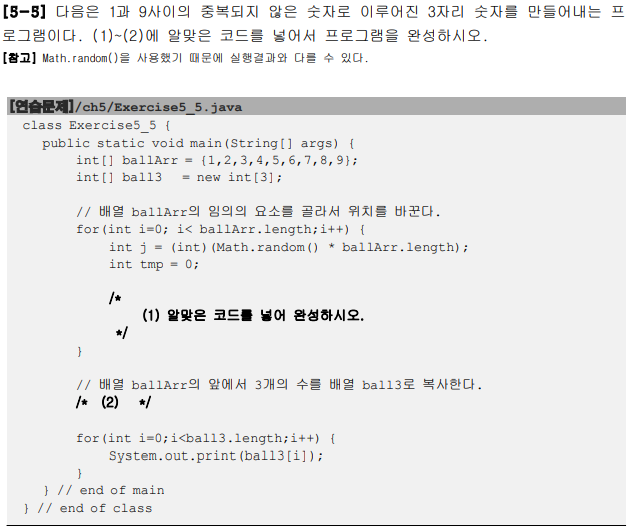 [5-5] 다음은 1과 9사이의 중복되지 않은 숫자로 이루어진 3자리 숫자를 만들어내는 프
로그램이다. (1)~(2)에 알맞은 코드를 넣어서 프로그램을 완성하시오.
[참고] Math.random()을 사용했기 때문에 실행결과와 다를 수 있다.
[연습문제]/ch5/Exercise5_5.java
class Exercise5_5 {
public static void main(String[] args) {
int[] ballArr = {1,2,3,4,5,6,7,8,9};
int[] ball3 = new int[3];
// 배열 ballArr의 임의의 요소를 골라서 위치를 바꾼다.
for(int i=0; i< ballArr.length;i++) {
int j = (int)(Math.random() * ballArr.length);
int tmp = 0;
/*
(1) 알맞은 코드를 넣어 완성하시오.
*/
}
// 배열 ballArr의 앞에서 3개의 수를 배열 ball3로 복사한다.
/* (2) */
for(int i=0;i<ball3.length;i++) {
System.out.print(ball3[i]);
}
} // end of main
} // end of class